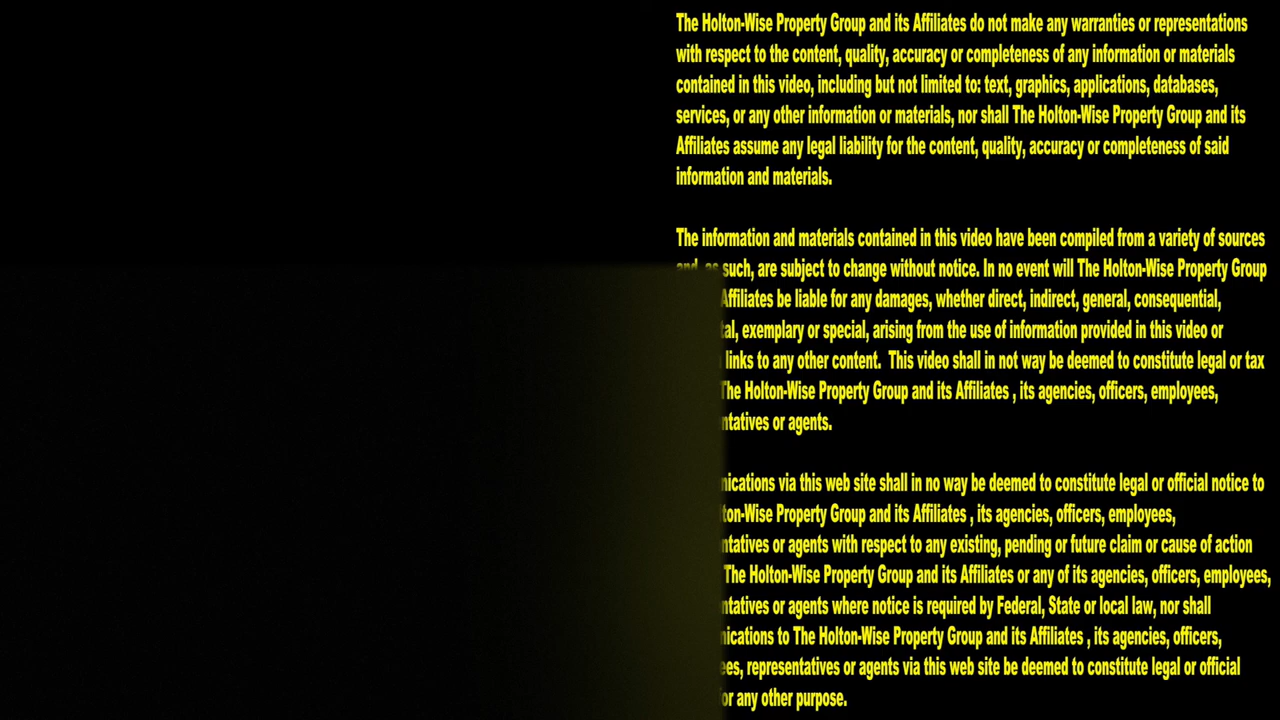 The Holton-Wise Property Group and its Affiliates do not make any warranties or representations
with respect to the content, quality, accuracy or completeness of any information or materials
contained in this video, including but not limited to: text, graphics, applications, databases,
services, or any other information or materials, nor shall The Holton-Wise Property Group and its
Affiliates assume any legal liability for the content, quality, accuracy or completeness of said
information and materials.
The information and materials contained in this video have been compiled from a variety of sources
and, as such, are subject to change without notice. In no event will The Holton-Wise Property Group
Affiliates be liable for any damages, whether direct, indirect, general, consequential,
exemplary or special, arising from the use of information provided in this video or
links to any other content. This video shall in not way be deemed to constitute legal or tax
The Holton-Wise Property Group and its Affiliates , its agencies, officers, employees,
or agents.
via this web site shall in no way be deemed to constitute legal or official notice to
Property Group and its Affiliates , its agencies, officers, employees,
or agents with respect to any existing, pending or future claim or cause of action
The Holton-Wise Property Group and its Affiliates or any of its agencies, officers, employees,
or agents where notice is required by Federal, State or local law, nor shall
to The Holton-Wise Property Group and its Affiliates , its agencies, officers,
representatives or agents via this web site be deemed to constitute legal or official
or any other purpose.